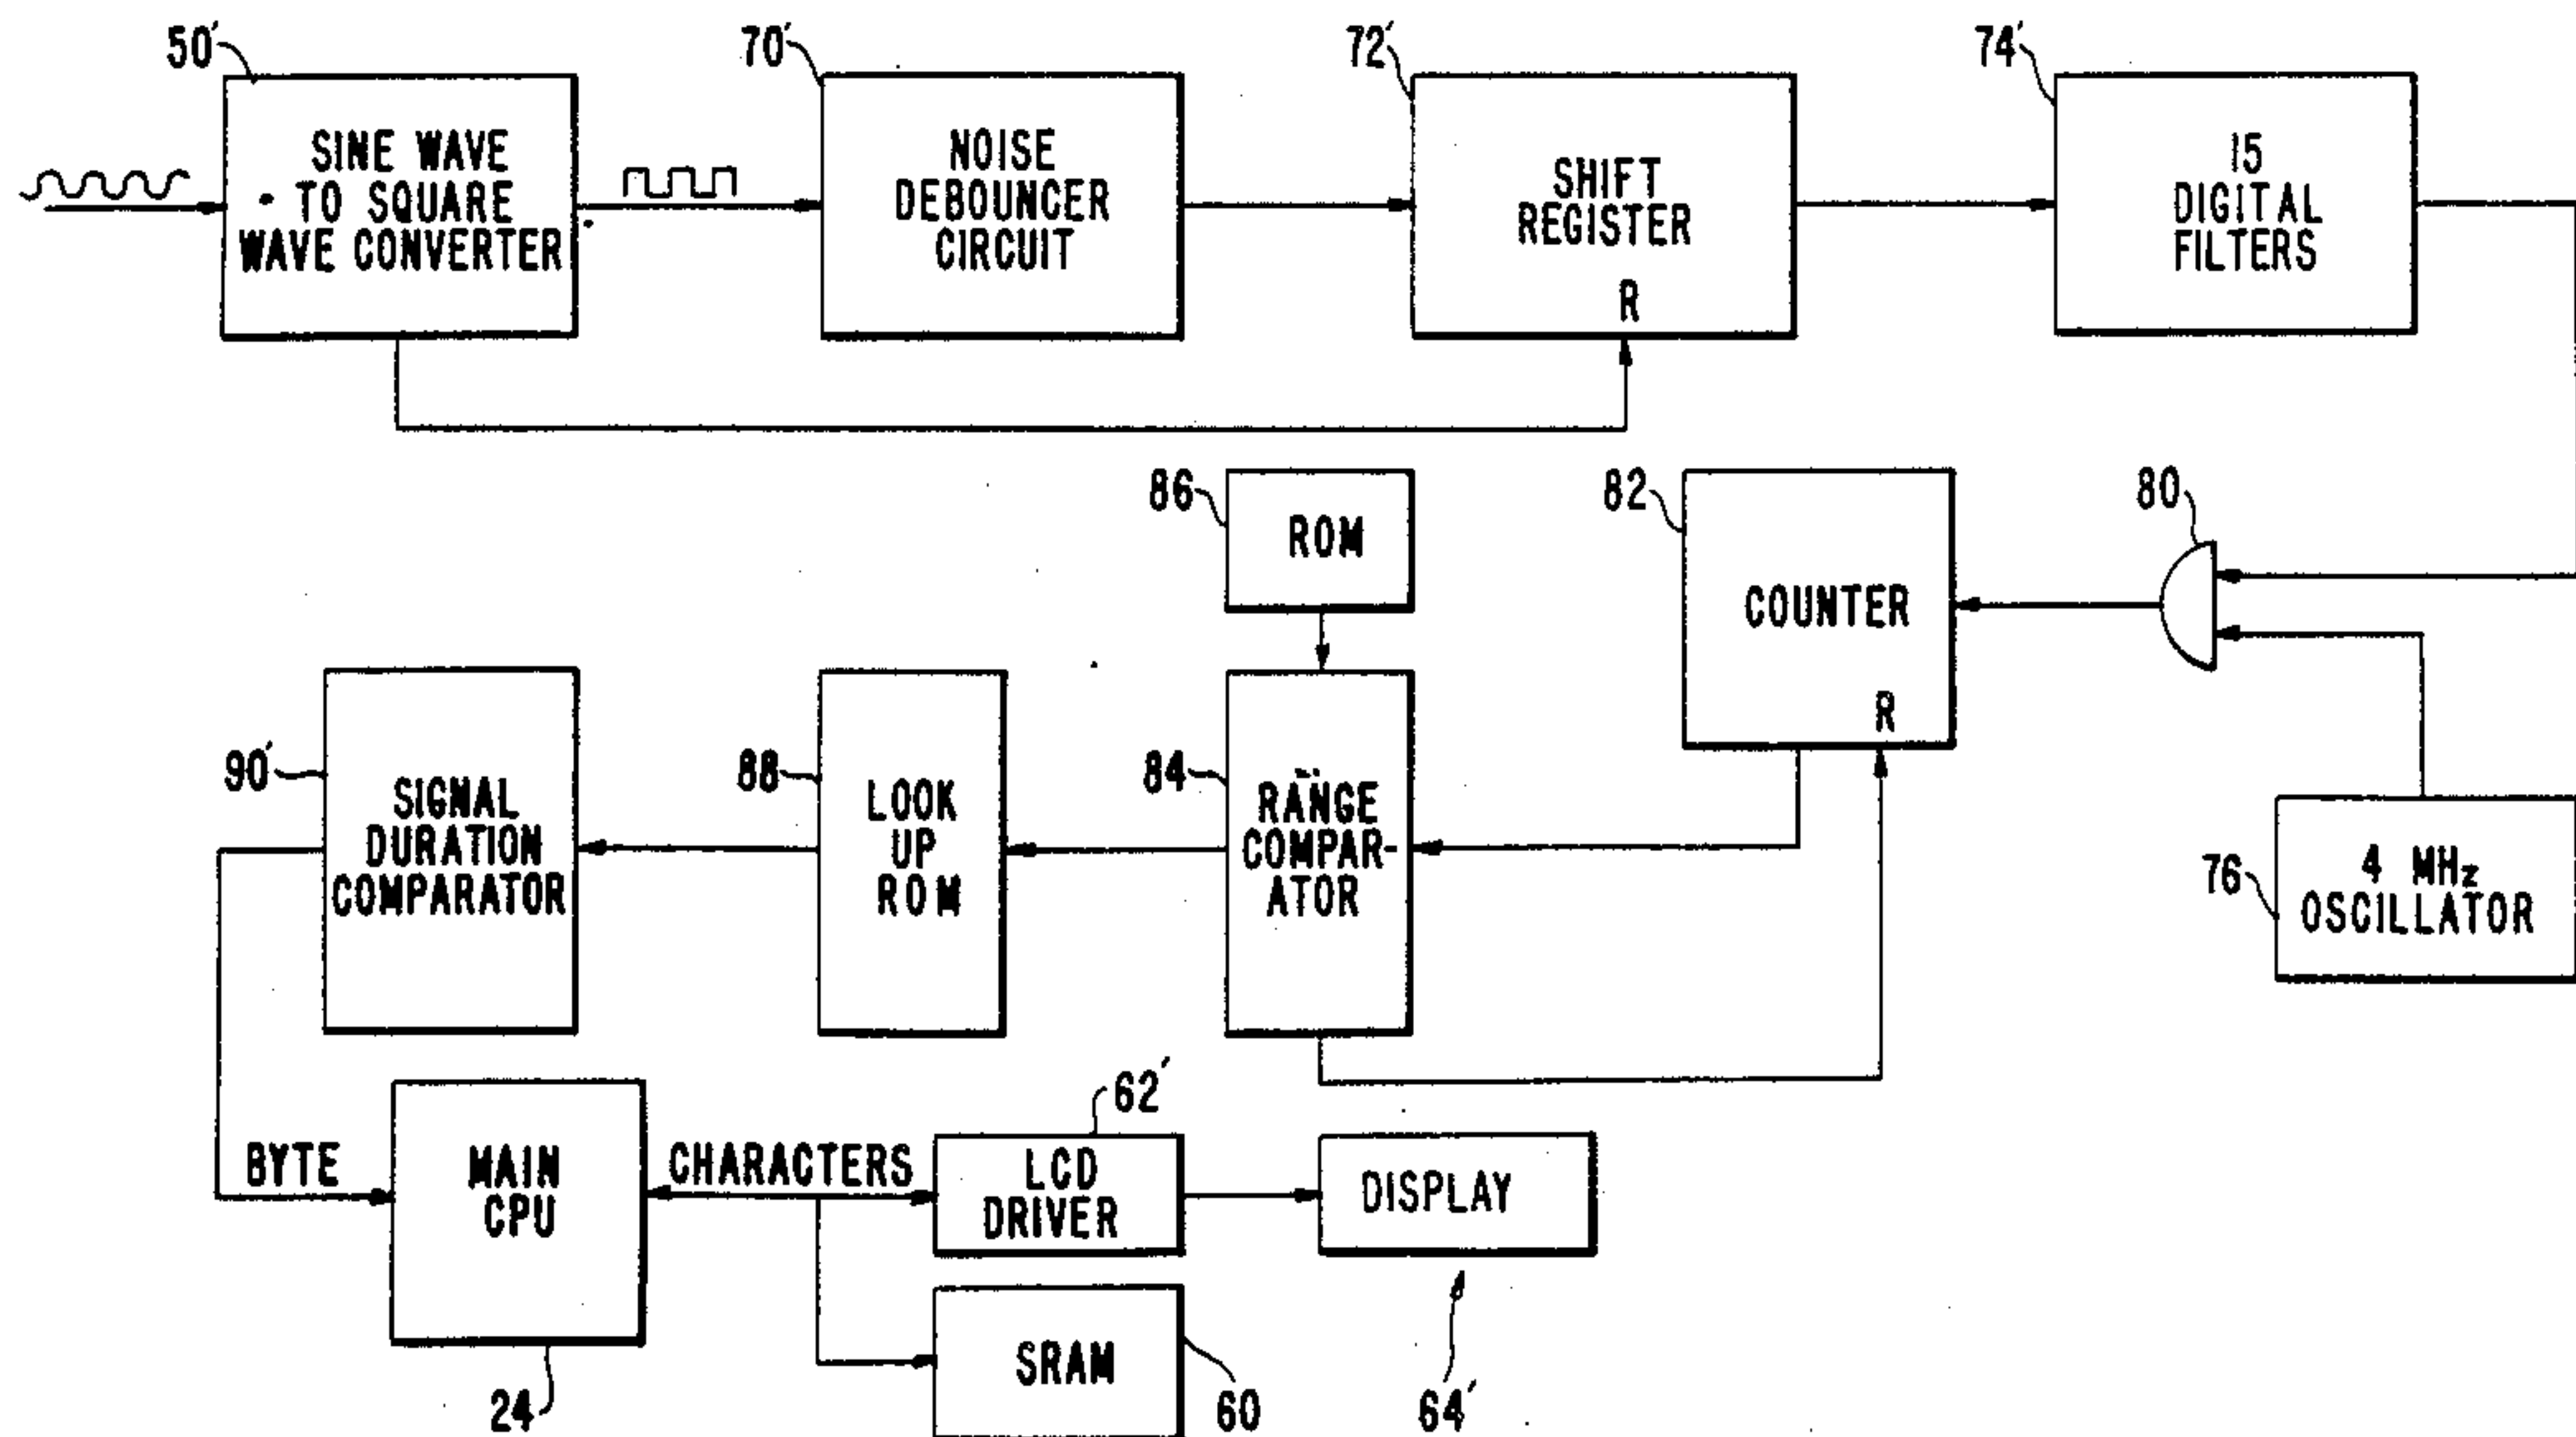 50'
70'
72'
74'
SINE WAVE
TO SQUARE
WAVE CONVERTER
NOISE
DEBOUNCER
CIRCUIT
SHIFT
REGISTER
R
15
DIGITAL
FILTERS
86
ROM
82
COUNTER
R
80
90'
SIGNAL
DURATION
COMPARATOR
88
LOOK
UP
ROM
84
RANGE
COMPAR-
ATOR
76
4 MHz
OSCILLATOR
BYTE
MAIN
CPU
24
CHARACTERS
62'
LCD
DRIVER
DISPLAY
64'
SRAM
60